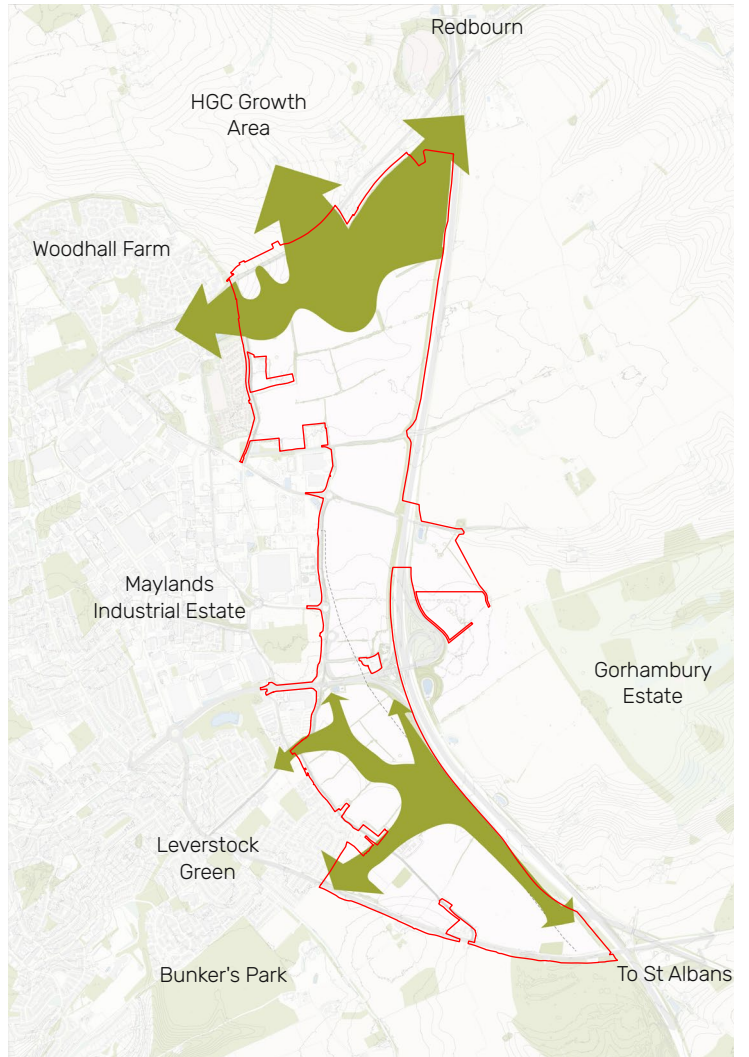 Redbourn
HGC Growth
Area
Woodhall Farm
Maylands
Industrial Estate
Gorhambury
Estate
Leverstock
Green
Bunker's Park
To St Albans